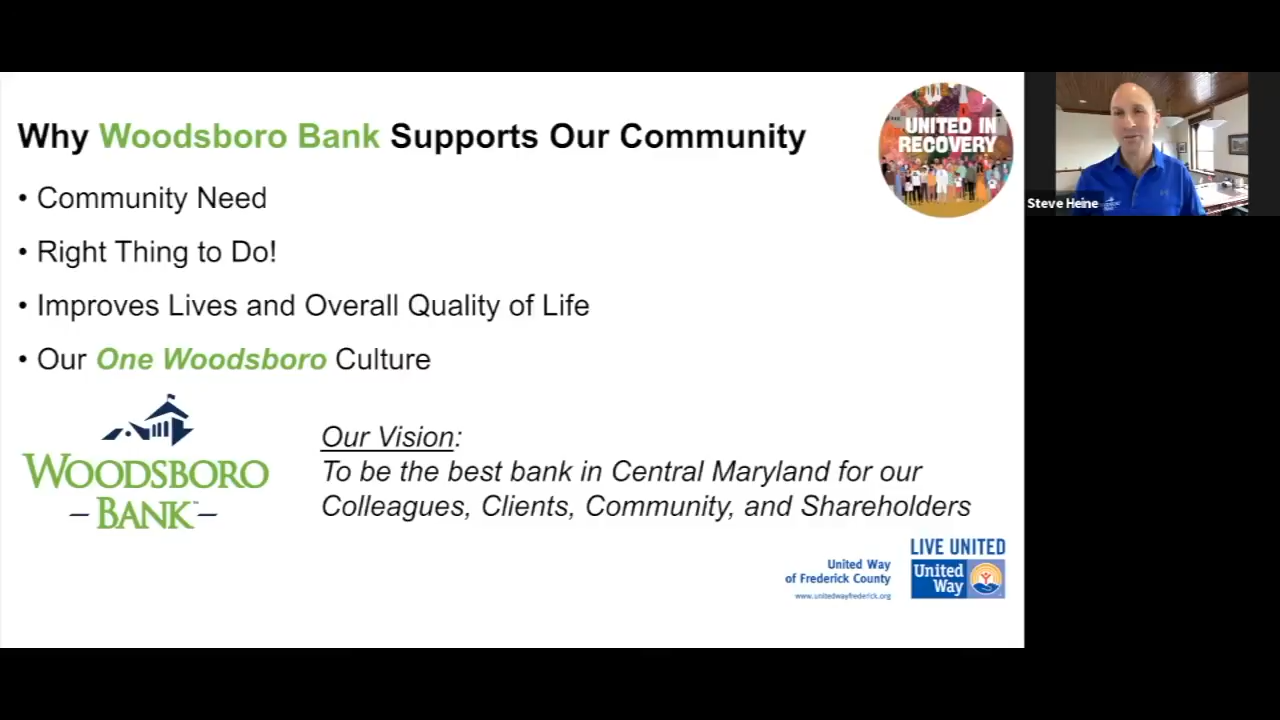 Why Woodsboro Bank Supports Our Community
UNITED IN
RECOVERY
• Community Need
• Right Thing to Do!
• Improves Lives and Overall Quality of Life
• Our One Woodsboro Culture
WOODSBORO
– BANK™ –
Our Vision:
To be the best bank in Central Maryland for our
Colleagues, Clients, Community, and Shareholders
United Way
of Frederick County
www.unitedwayfrederick.org
LIVE UNITED
United
Way
Steve Heine